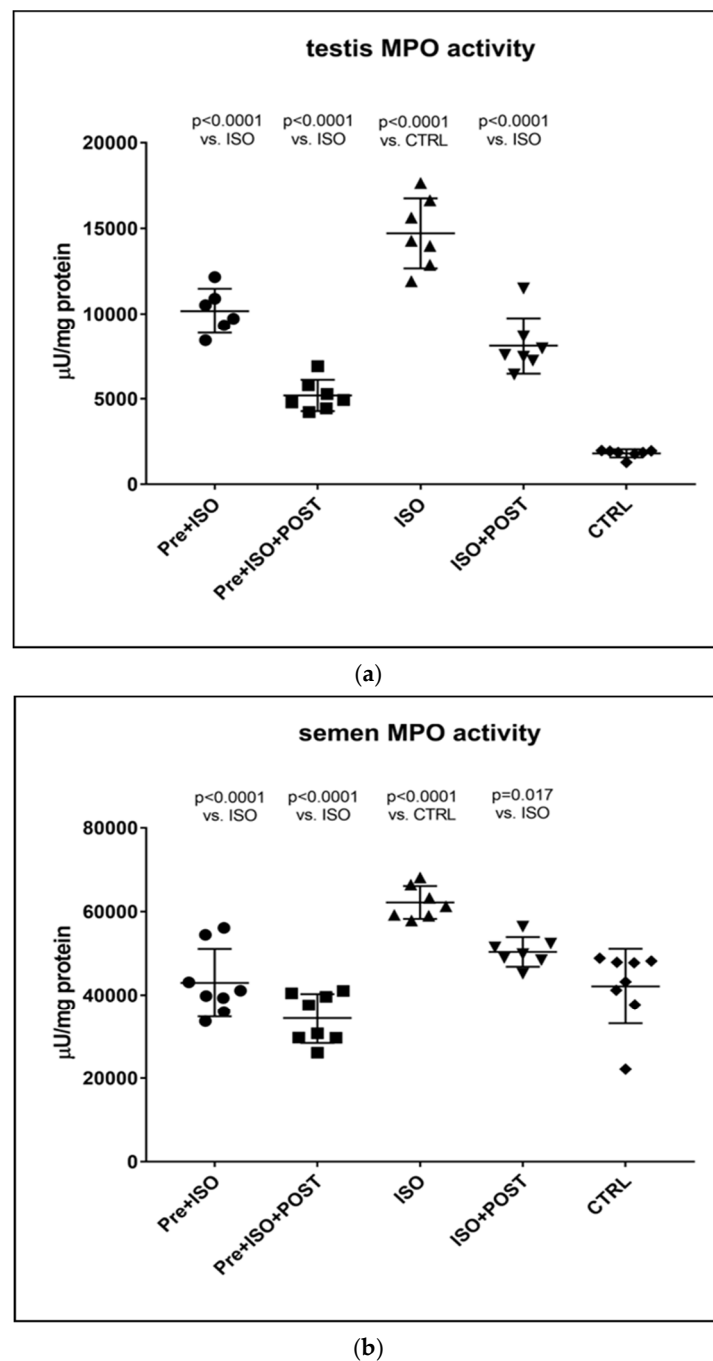 testis MPO activity
p<0.0001 p<0.0001 p<0.0001 p<0.0001
vs. ISO vs. ISO vs. CTRL vs. ISO
20000
15000
10000
5000
0
μU/mg protein
Pre+ISO
Pre+ISO+POST
ISO
ISO+POST
CTRL
(a)
semen MPO activity
p<0.0001 p<0.0001 p<0.0001 p=0.017
vs. ISO vs. ISO vs. CTRL vs. ISO
80000
60000
40000
20000
0
μU/mg protein
Pre+ISO
Pre+ISO+POST
ISO
ISO+POST
CTRL
(b)